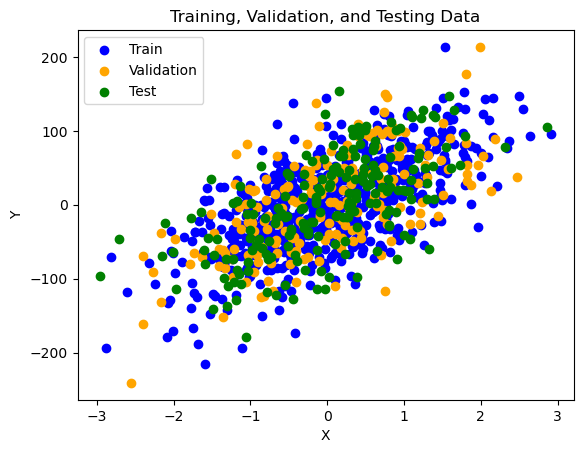 Training, Validation, and Testing Data
Train
Validation
Test
200
100
0
−100
−200
Y
−3
−2
−1
0
1
2
3
X